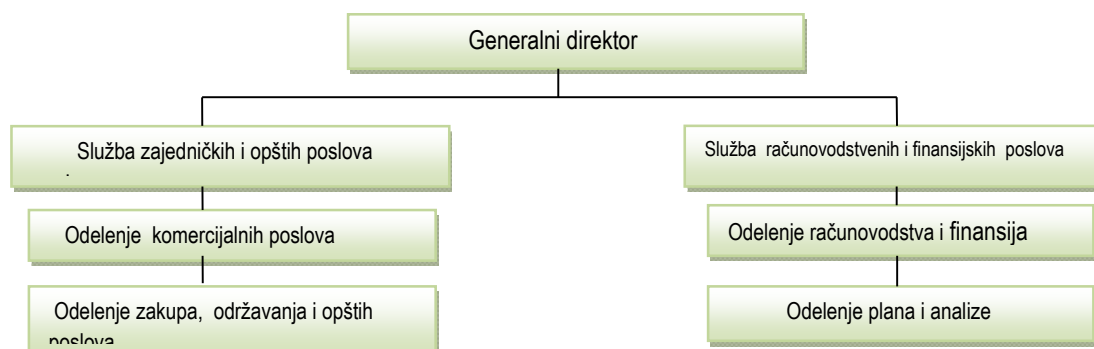 Generalni direktor
Služba zajedničkih i opštih poslova
Služba računovodstvenih i finansijskih poslova
Odelenje komercijalnih poslova
Odelenje računovodstva i finansija
Odelenje zakupa, održavanja i opštih
poslova
Odelenje plana i analize